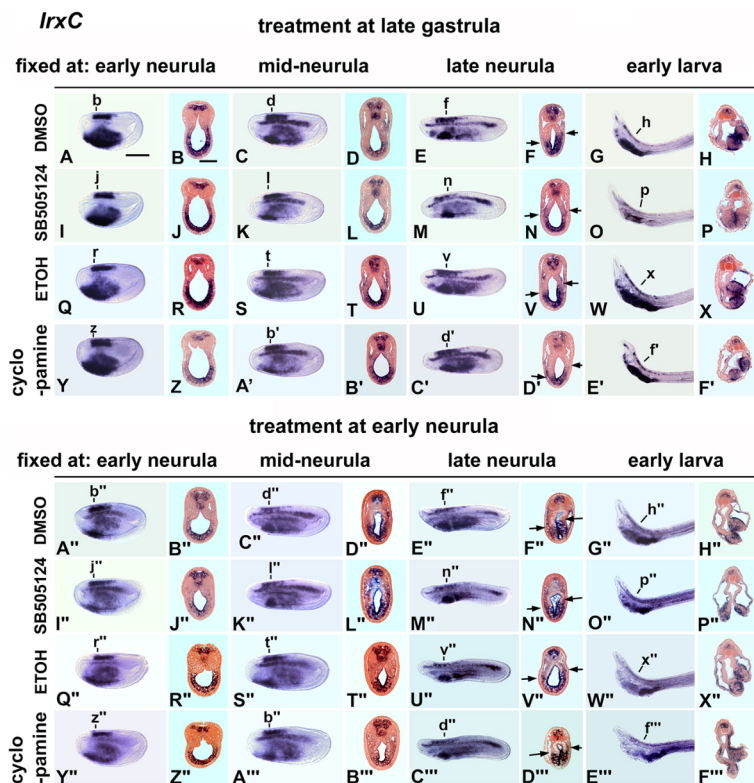 IrxC
treatment at late gastrula
fixed at: early neurula mid-neurula late neurula early larva
DMSO
b d f h
A B C D E F G H
SB505124
j l n p
I J K L M N O P
ETOH
r t v x
Q R S T U V W X
cyclo
-pamine
z b' d' f'
Y Z A' B' C' D' E' F'
treatment at early neurula
fixed at: early neurula mid-neurula late neurula early larva
DMSO
b" d" f" h"
A" B" C" D" E" F" G" H"
SB505124
j" l" n" p"
I" J" K" L" M" N" O" P"
ETOH
r" t" v" x"
Q" R" S" T" U" V" W" X"
cyclo
-pamine
z" b" d" f'''
Y" Z" A''' B''' C''' D''' E''' F'''